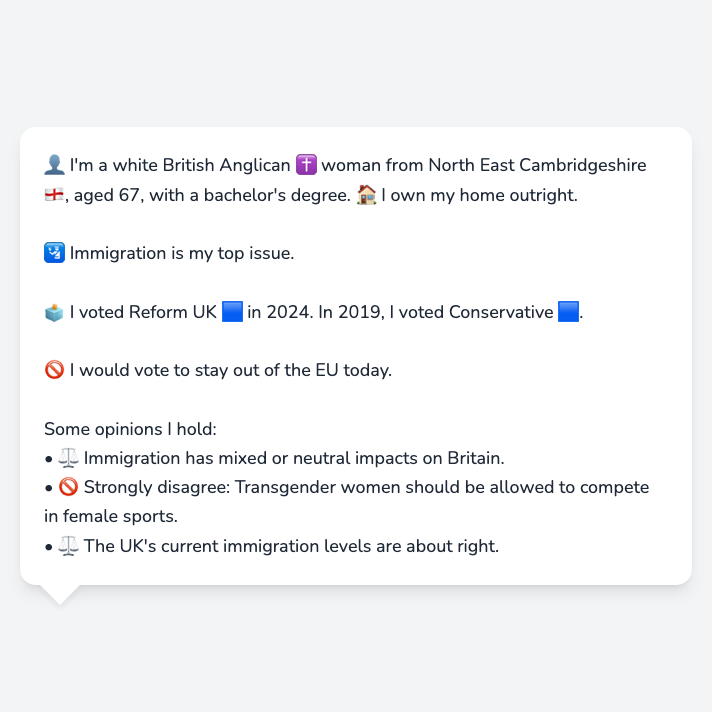 👤 I'm a white British Anglican ✝️ woman from North East Cambridgeshire
🏴󠁧󠁢󠁥󠁮󠁧󠁿, aged 67, with a bachelor's degree. 🏠 I own my home outright.
🛂 Immigration is my top issue.
🗳️ I voted Reform UK 🟦 in 2024. In 2019, I voted Conservative 🟦.
🚫 I would vote to stay out of the EU today.
Some opinions I hold:
• ⚖️ Immigration has mixed or neutral impacts on Britain.
• 🚫 Strongly disagree: Transgender women should be allowed to compete
in female sports.
• ⚖️ The UK's current immigration levels are about right.